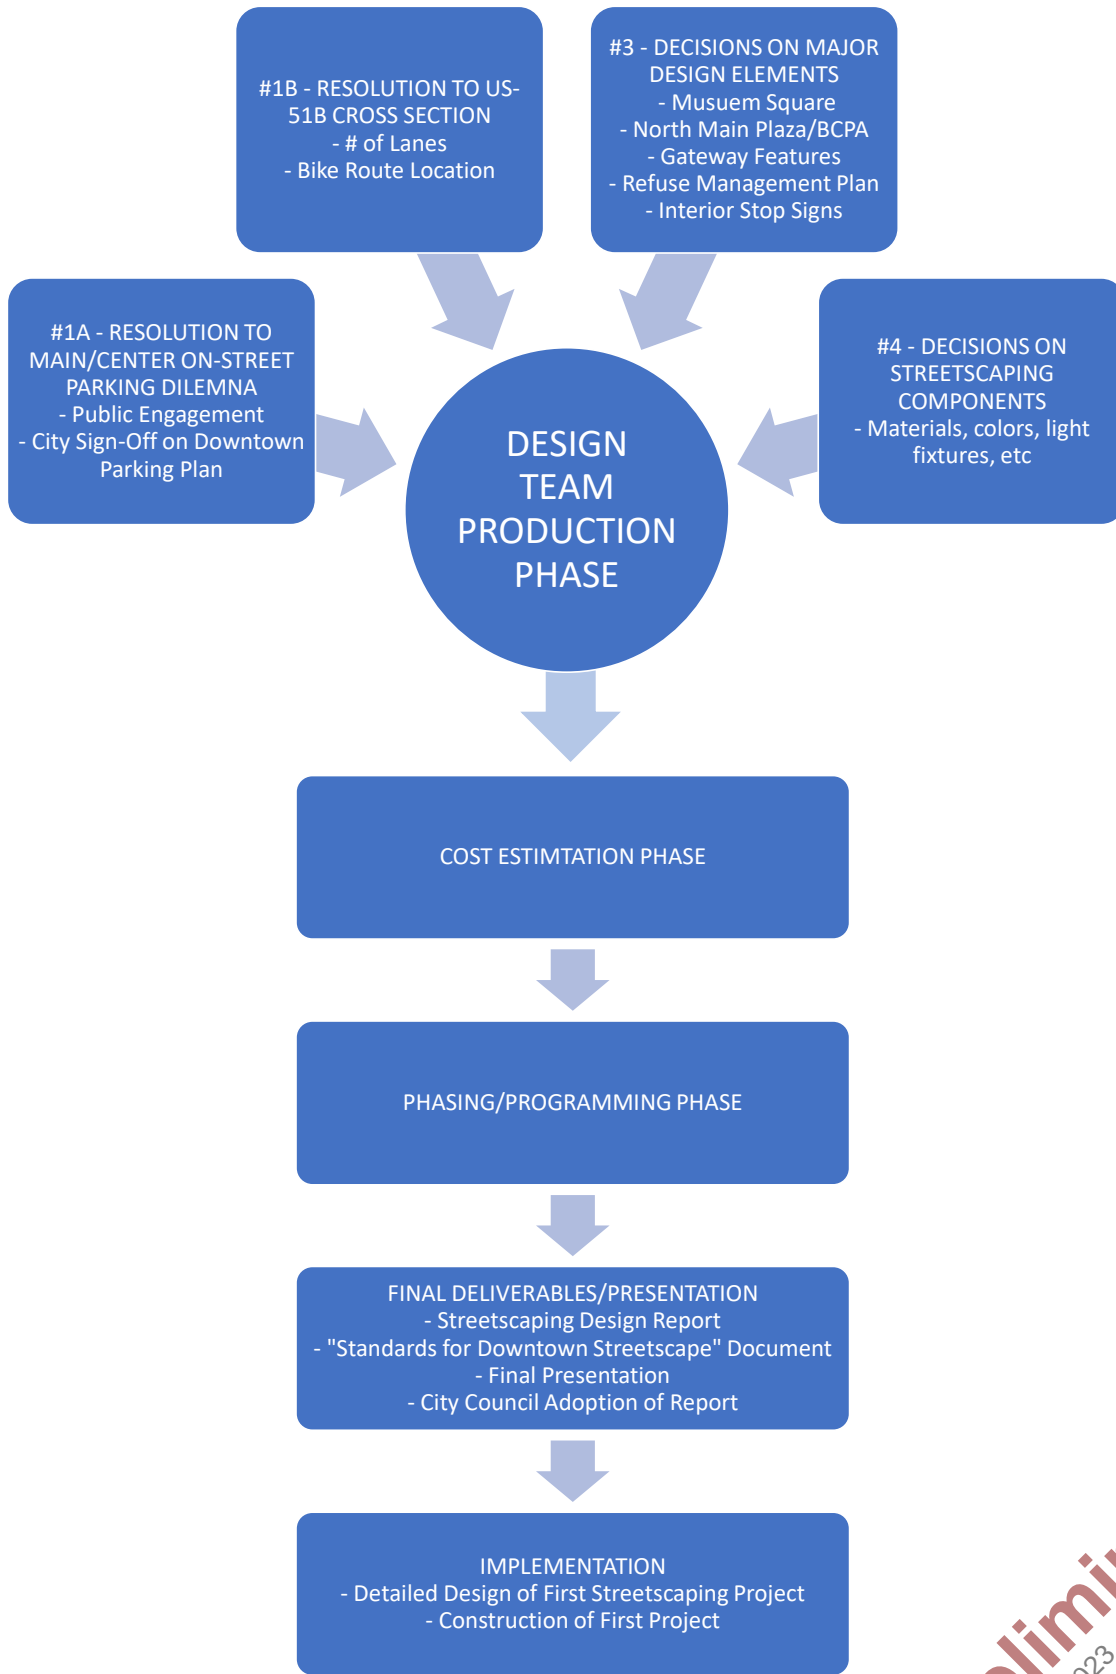 #1B - RESOLUTION TO US-
51B CROSS SECTION
- # of Lanes
- Bike Route Location
#3 - DECISIONS ON MAJOR
DESIGN ELEMENTS
- Musuem Square
- North Main Plaza/BCPA
- Gateway Features
- Refuse Management Plan
- Interior Stop Signs
#1A - RESOLUTION TO
MAIN/CENTER ON-STREET
PARKING DILEMNA
- Public Engagement
- City Sign-Off on Downtown
Parking Plan
#4 - DECISIONS ON
STREETSCAPING
COMPONENTS
- Materials, colors, light
fixtures, etc
DESIGN
TEAM
PRODUCTION
PHASE
COST ESTIMTATION PHASE
PHASING/PROGRAMMING PHASE
FINAL DELIVERABLES/PRESENTATION
- Streetscaping Design Report
- "Standards for Downtown Streetscape" Document
- Final Presentation
- City Council Adoption of Report
IMPLEMENTATION
- Detailed Design of First Streetscaping Project
- Construction of First Project